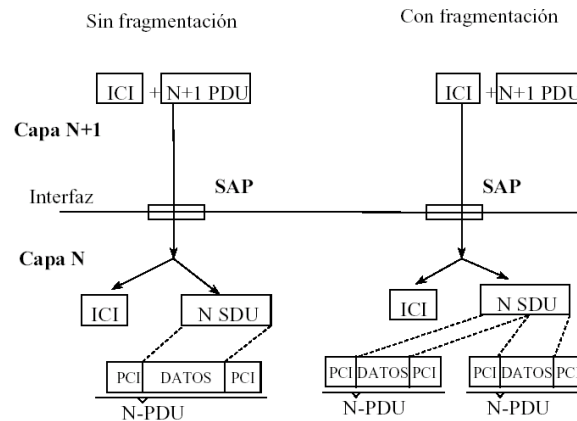 Sin fragmentación
Con fragmentación
ICI + N+1 PDU
ICI + N+1 PDU
Capa N+1
SAP
SAP
Interfaz
Capa N
ICI
N SDU
ICI
N SDU
PCI DATOS PCI
PCI DATOS PCI
PCI DATOS PCI
N-PDU
N-PDU
N-PDU